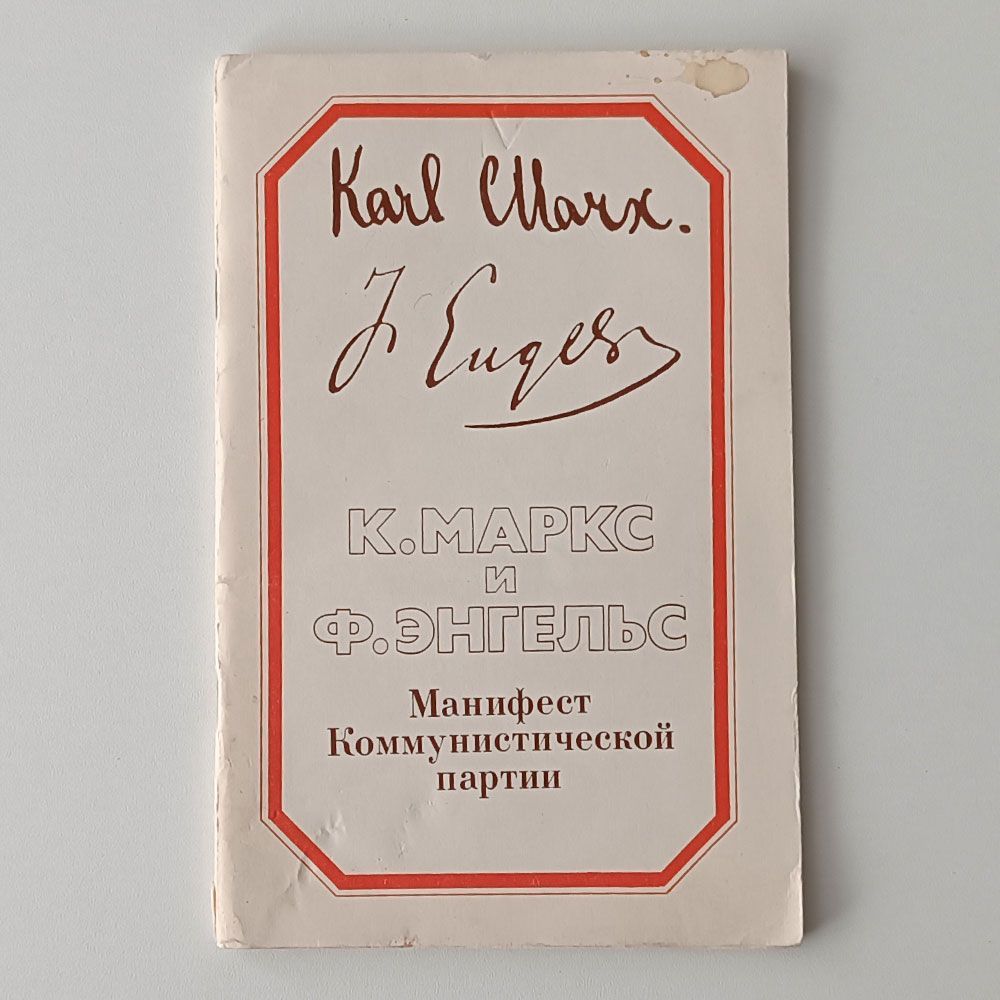 Karl Marx.
F Engels
К.МАРКС
и
Ф.ЭНГЕЛЬС
Манифест
Коммунистической
партии